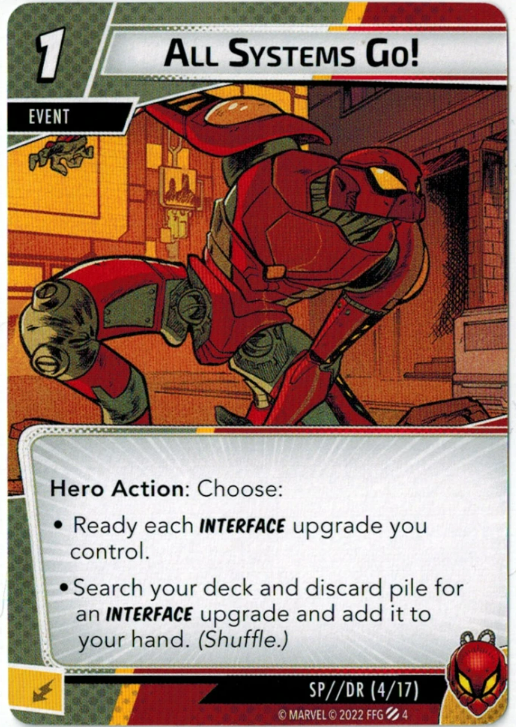 1
ALL SYSTEMS GO!
EVENT
Hero Action: Choose:
• Ready each INTERFACE upgrade you
control.
• Search your deck and discard pile for
an INTERFACE upgrade and add it to
your hand. (Shuffle.)
SP//DR (4/17)
© MARVEL © 2022 FFG 4